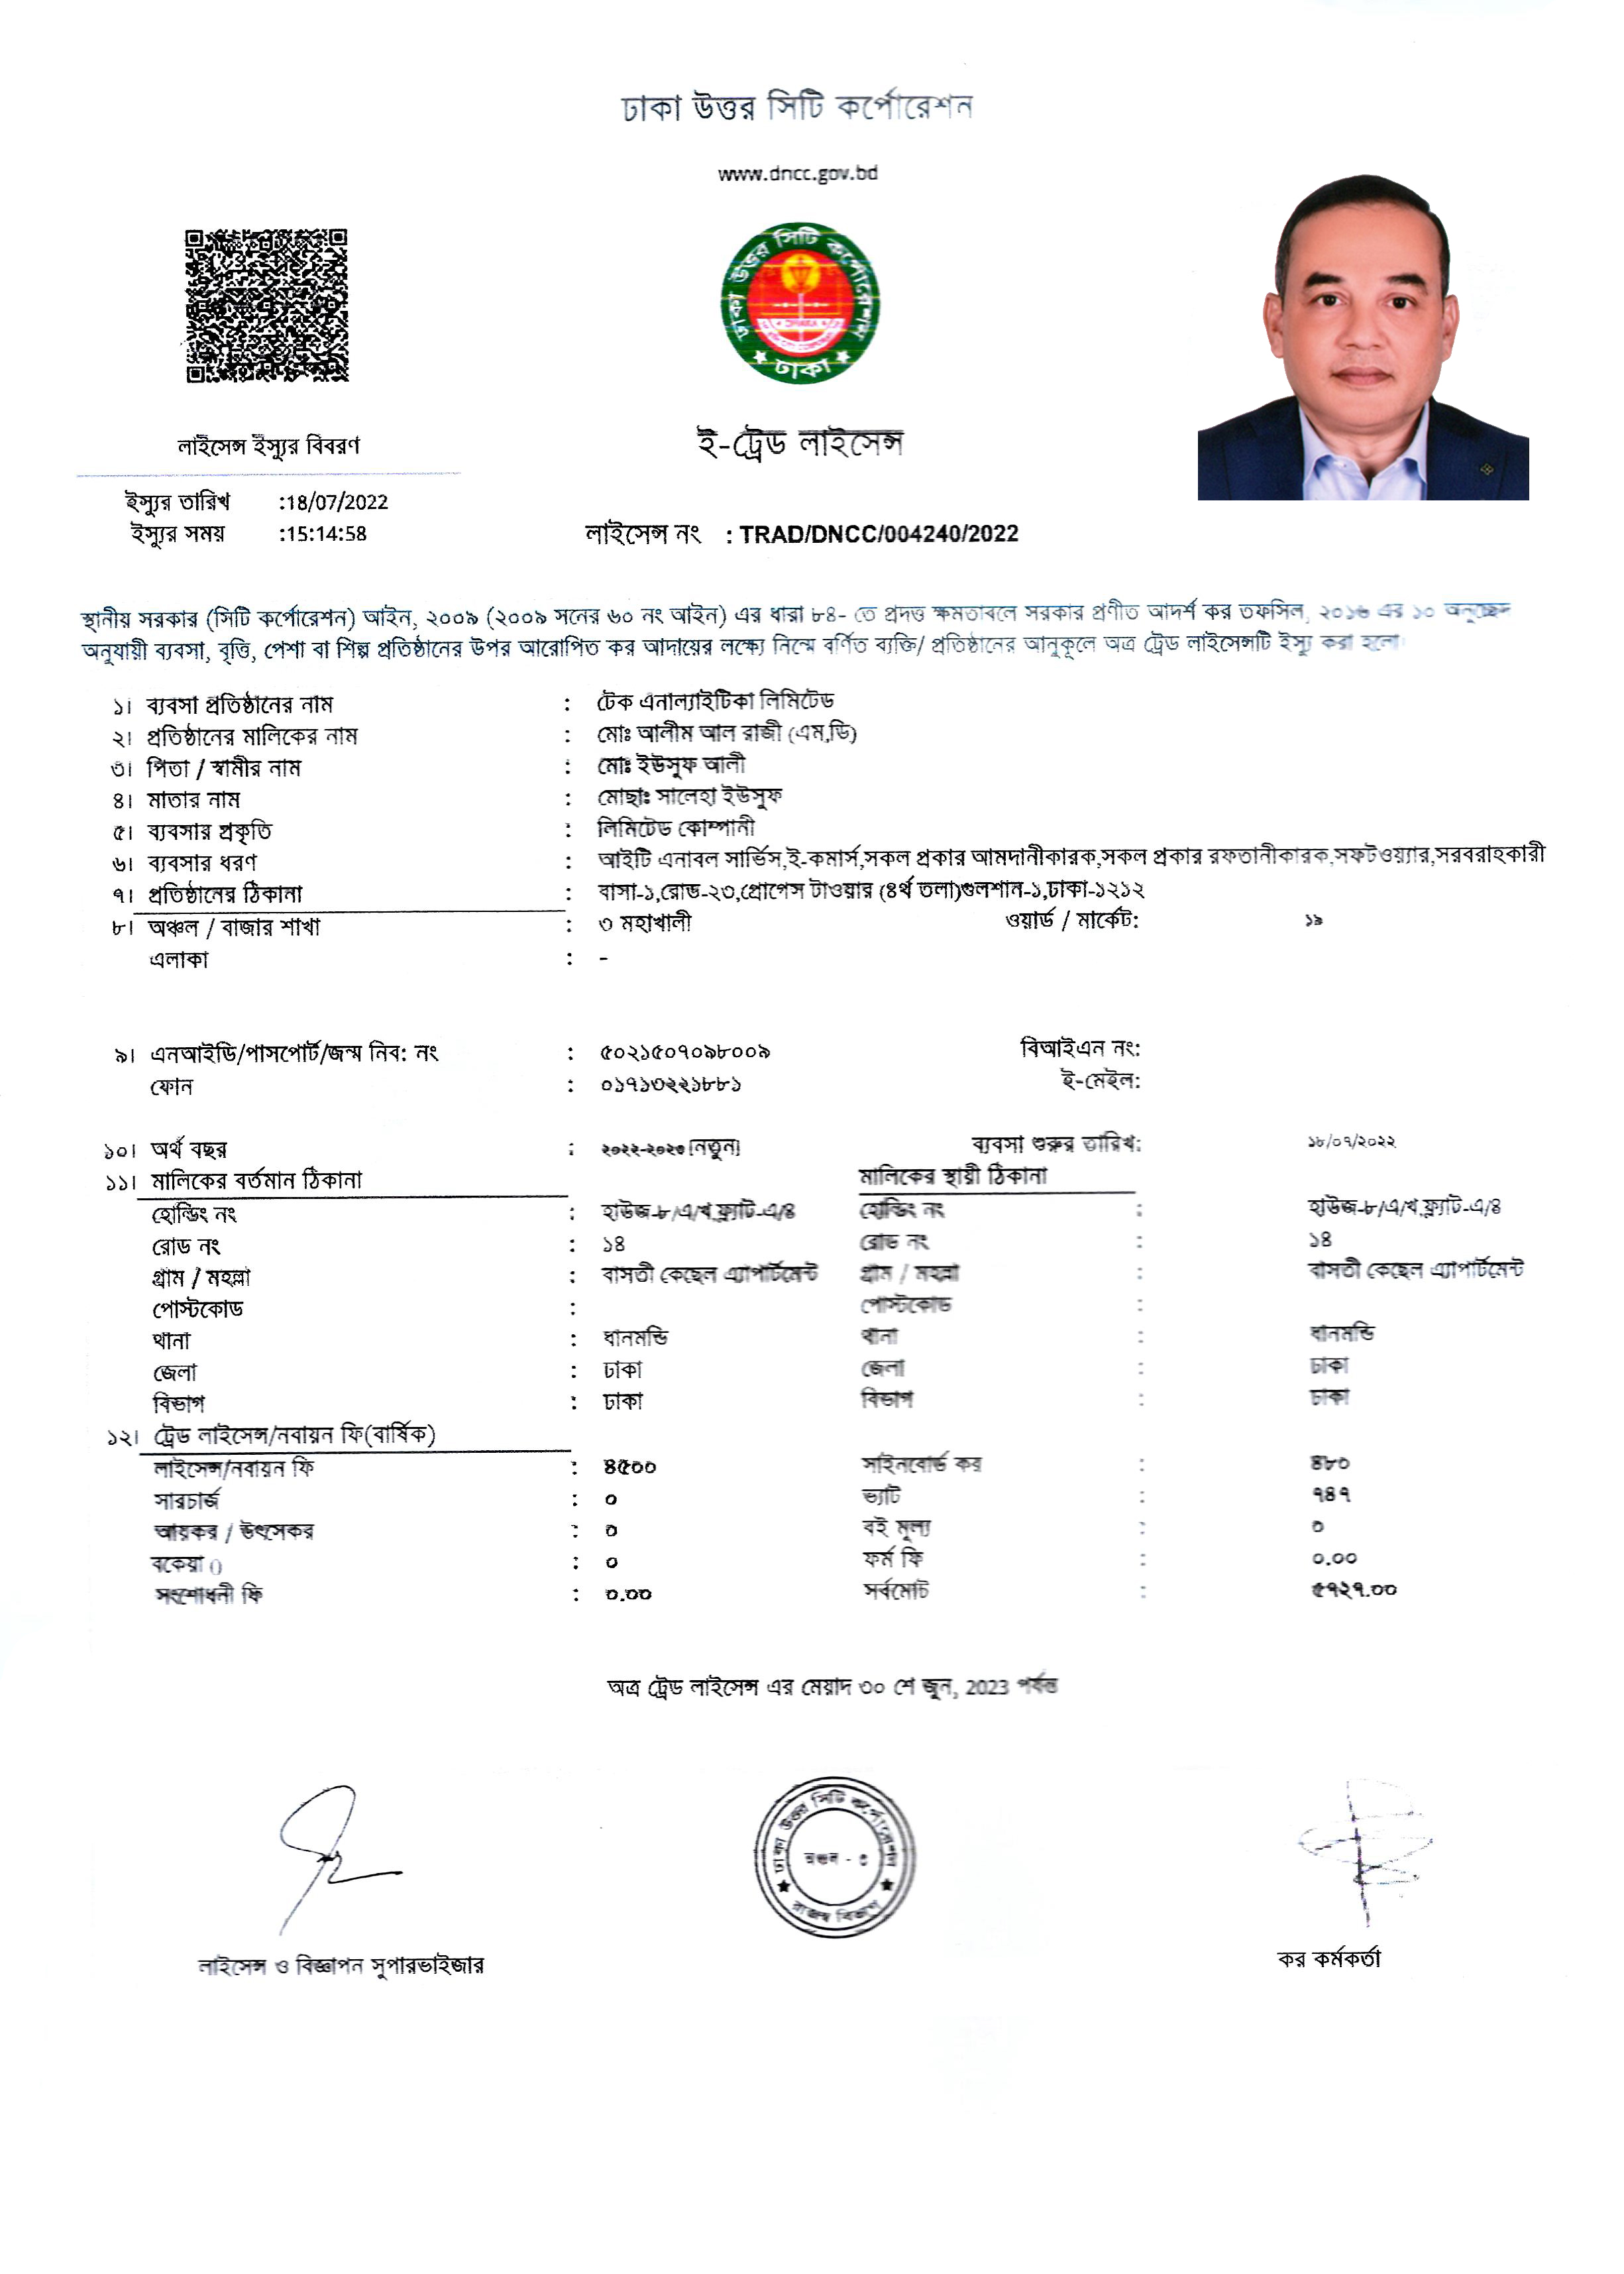 ঢাকা উত্তর সিটি কর্পোরেশন
www.dncc.gov.bd
ঢাকা উত্তর সিটি কর্পোরেশন
ঢাকা
লাইসেন্স ইস্যুর বিবরণ
ই-ট্রেড লাইসেন্স
ইস্যুর তারিখ :18/07/2022
ইস্যুর সময় :15:14:58
লাইসেন্স নং : TRAD/DNCC/004240/2022
স্থানীয় সরকার (সিটি কর্পোরেশন) আইন, ২০০৯ (২০০৯ সনের ৬০ নং আইন) এর ধারা ৮৪- তে প্রদত্ত ক্ষমতাবলে সরকার প্রণীত আদর্শ কর তফসিল, ২০১৬ এর ১০ অনুচ্ছেদ
অনুযায়ী ব্যবসা, বৃত্তি, পেশা বা শিল্প প্রতিষ্ঠানের উপর আরোপিত কর আদায়ের লক্ষ্যে নিম্নে বর্ণিত ব্যক্তি/ প্রতিষ্ঠানের আনুকূলে অত্র ট্রেড লাইসেন্সটি ইস্যু করা হলো
১। ব্যবসা প্রতিষ্ঠানের নাম : টেক এনাল্যাইটিকা লিমিটেড
২। প্রতিষ্ঠানের মালিকের নাম : মোঃ আলীম আল রাজী (এম,ডি)
৩। পিতা / স্বামীর নাম : মোঃ ইউসুফ আলী
৪। মাতার নাম : মোছাঃ সালেহা ইউসুফ
৫। ব্যবসার প্রকৃতি : লিমিটেড কোম্পানী
৬। ব্যবসার ধরণ : আইটি এনাবল সার্ভিস,ই-কমার্স,সকল প্রকার আমদানীকারক,সকল প্রকার রফতানীকারক,সফটওয়্যার,সরবরাহকারী
৭। প্রতিষ্ঠানের ঠিকানা : বাসা-১,রোড-২৩,প্রোগেস টাওয়ার (৪র্থ তলা)গুলশান-১,ঢাকা-১২১২
৮। অঞ্চল / বাজার শাখা : ৩ মহাখালী ওয়ার্ড / মার্কেট: ১৯
এলাকা : -
৯। এনআইডি/পাসপোর্ট/জন্ম নিব: নং : ৫০২১৫০৭০৯৮০০৯ বিআইএন নং:
ফোন : ০১৭১৩২২১৮৮১ ই-মেইল:
১০। অর্থ বছর : ২০২২-২০২৩[নতুন] ব্যবসা শুরুর তারিখ: ১৮/০৭/২০২২
১১। মালিকের বর্তমান ঠিকানা মালিকের স্থায়ী ঠিকানা
হোল্ডিং নং : হাউজ-৮/এ/খ,ফ্ল্যাট-এ/৪ হোল্ডিং নং : হাউজ-৮/এ/খ,ফ্ল্যাট-এ/৪
রোড নং : ১৪ রোড নং : ১৪
গ্রাম / মহল্লা : বাসতী কেছেল এ্যাপার্টমেন্ট গ্রাম / মহল্লা : বাসতী কেছেল এ্যাপার্টমেন্ট
পোস্টকোড : পোস্টকোড :
থানা : ধানমন্ডি থানা : ধানমন্ডি
জেলা : ঢাকা জেলা : ঢাকা
বিভাগ : ঢাকা বিভাগ : ঢাকা
১২। ট্রেড লাইসেন্স/নবায়ন ফি(বার্ষিক)
লাইসেন্স/নবায়ন ফি : ৪৫০০ সাইনবোর্ড কর : ৪৮০
সারচার্জ : ০ ভ্যাট : ৭৪৭
আয়কর / উৎসেকর : ০ বই মূল্য : ০
বকেয়া () : ০ ফর্ম ফি : ০.০০
সংশোধনী ফি : ০.০০ সর্বমোট : ৫৭২৭.০০
অত্র ট্রেড লাইসেন্স এর মেয়াদ ৩০ শে জুন, 2023 পর্যন্ত
ঢাকা উত্তর সিটি কর্পোরেশন
অঞ্চল - ৩
রাজস্ব বিভাগ
লাইসেন্স ও বিজ্ঞাপন সুপারভাইজার
কর কর্মকর্তা